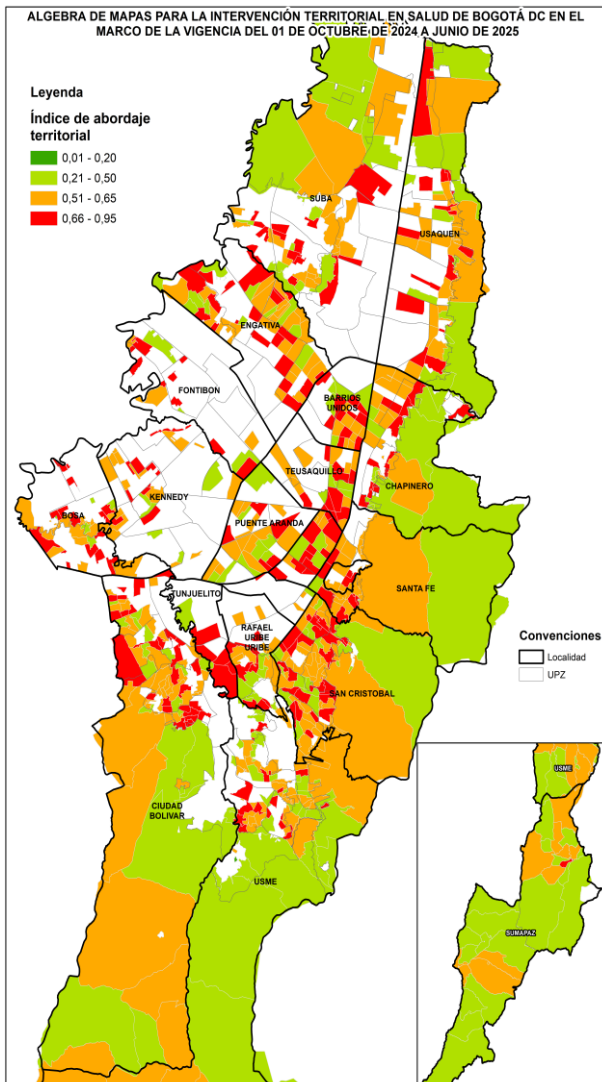 ALGEBRA DE MAPAS PARA LA INTERVENCIÓN TERRITORIAL EN SALUD DE BOGOTÁ DC EN EL
MARCO DE LA VIGENCIA DEL 01 DE OCTUBRE DE 2024 A JUNIO DE 2025
Leyenda
Índice de abordaje
territorial
0,01 - 0,20
0,21 - 0,50
0,51 - 0,65
0,66 - 0,95
SUBA
USAQUEN
ENGATIVA
FONTIBON
BARRIOS
UNIDOS
TEUSAQUILLO
CHAPINERO
KENNEDY
BOSA
PUENTE ARANDA
SANTA FE
TUNJUELITO
RAFAEL
URIBE
URIBE
Convenciones
Localidad
UPZ
SAN CRISTOBAL
CIUDAD
BOLIVAR
USME
USME
SUMAPAZ